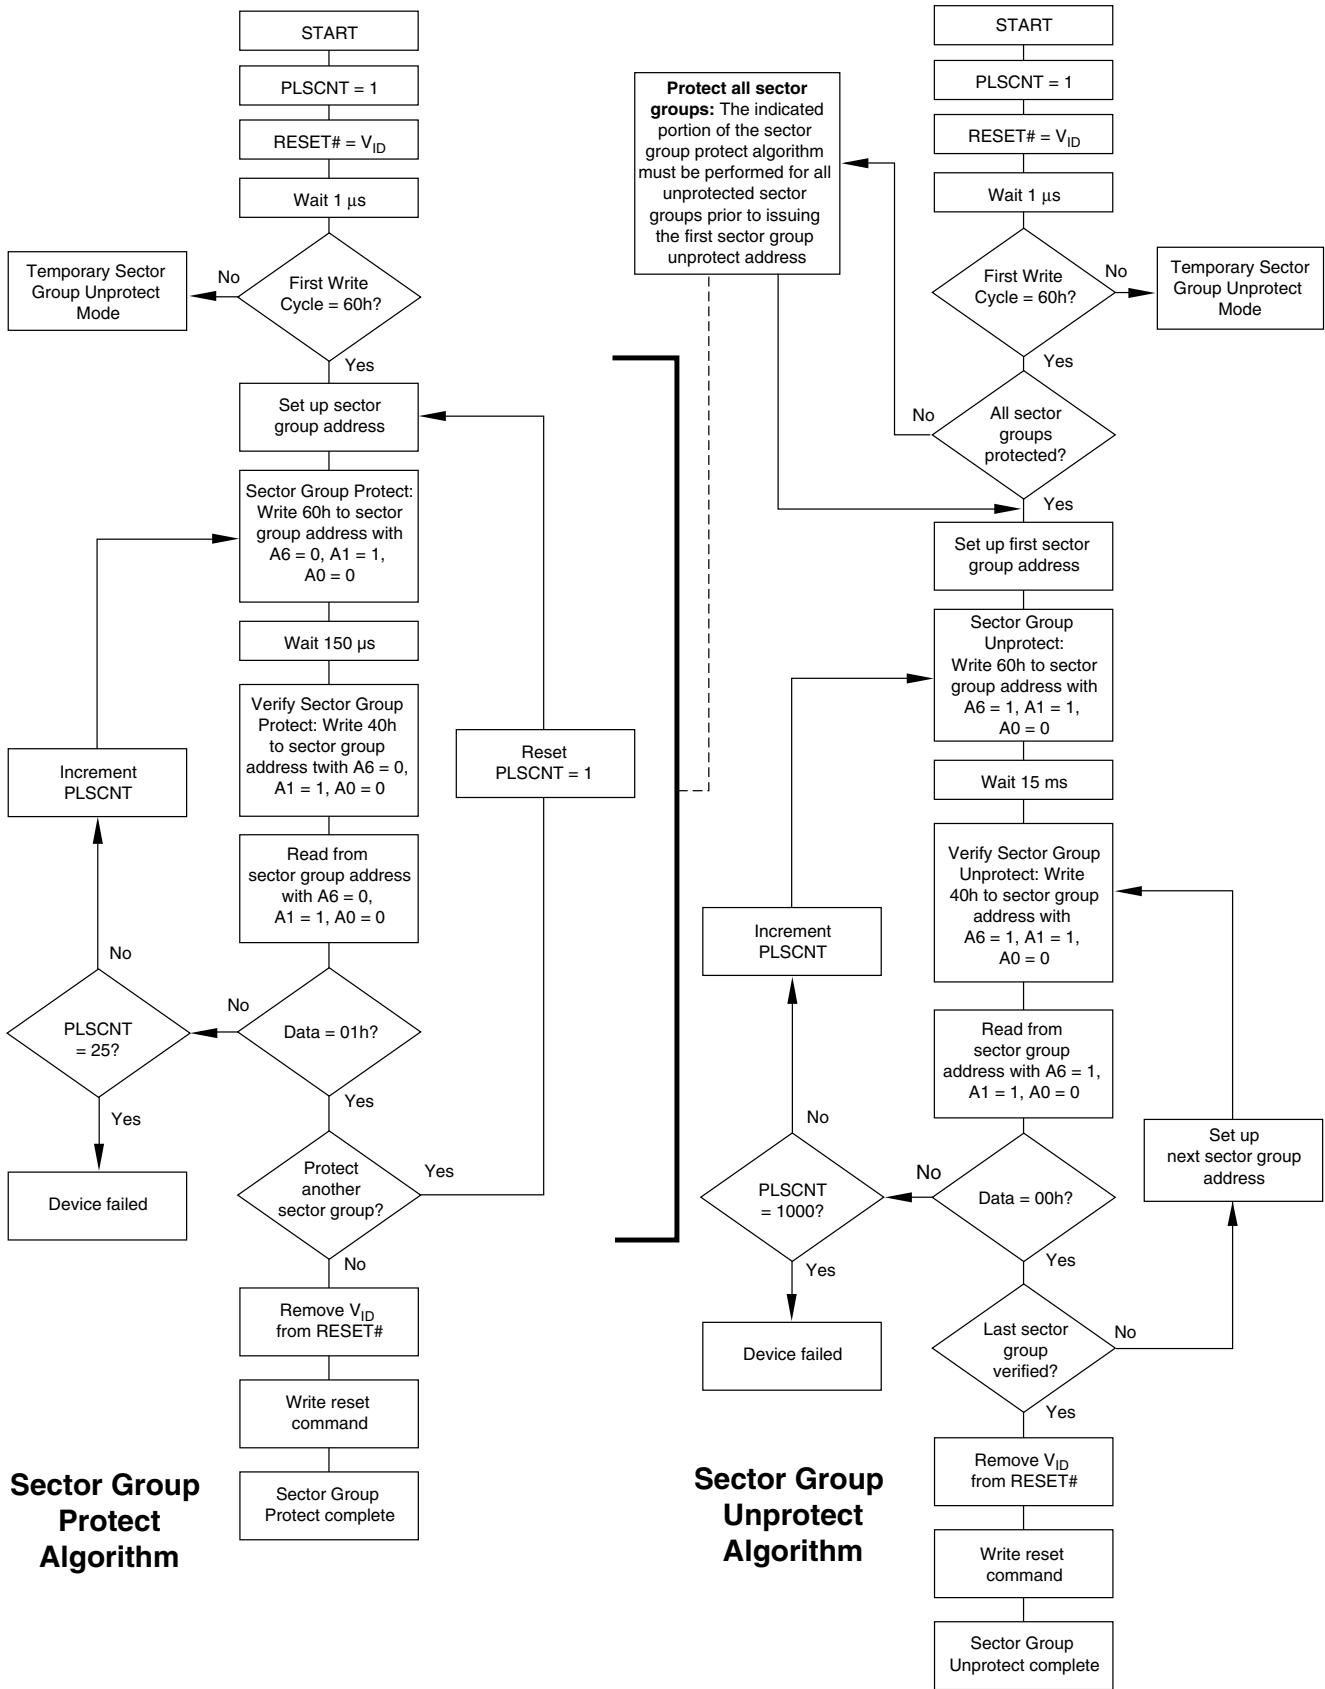 START
PLSCNT = 1
RESET# = VID
Wait 1 μs
First Write
Cycle = 60h?
No
Temporary Sector
Group Unprotect
Mode
Yes
Set up sector
group address
Sector Group Protect:
Write 60h to sector
group address with
A6 = 0, A1 = 1,
A0 = 0
Wait 150 μs
Verify Sector Group
Protect: Write 40h
to sector group
address twith A6 = 0,
A1 = 1, A0 = 0
Reset
PLSCNT = 1
Increment
PLSCNT
Read from
sector group address
with A6 = 0,
A1 = 1, A0 = 0
No
No
Data = 01h?
PLSCNT
= 25?
Yes
Yes
Device failed
Protect
another
sector group?
Yes
No
Remove VID
from RESET#
Write reset
command
Sector Group
Protect complete
Sector Group
Protect
Algorithm
Protect all sector
groups: The indicated
portion of the sector
group protect algorithm
must be performed for all
unprotected sector
groups prior to issuing
the first sector group
unprotect address
START
PLSCNT = 1
RESET# = VID
Wait 1 μs
First Write
Cycle = 60h?
No
Temporary Sector
Group Unprotect
Mode
Yes
No
All sector
groups
protected?
Yes
Set up first sector
group address
Sector Group
Unprotect:
Write 60h to sector
group address with
A6 = 1, A1 = 1,
A0 = 0
Wait 15 ms
Verify Sector Group
Unprotect: Write
40h to sector group
address with
A6 = 1, A1 = 1,
A0 = 0
Increment
PLSCNT
Read from
sector group
address with A6 = 1,
A1 = 1, A0 = 0
No
Set up
next sector group
address
No
Data = 00h?
PLSCNT
= 1000?
Yes
Yes
Device failed
Last sector
group
verified?
No
Yes
Remove VID
from RESET#
Write reset
command
Sector Group
Unprotect complete
Sector Group
Unprotect
Algorithm